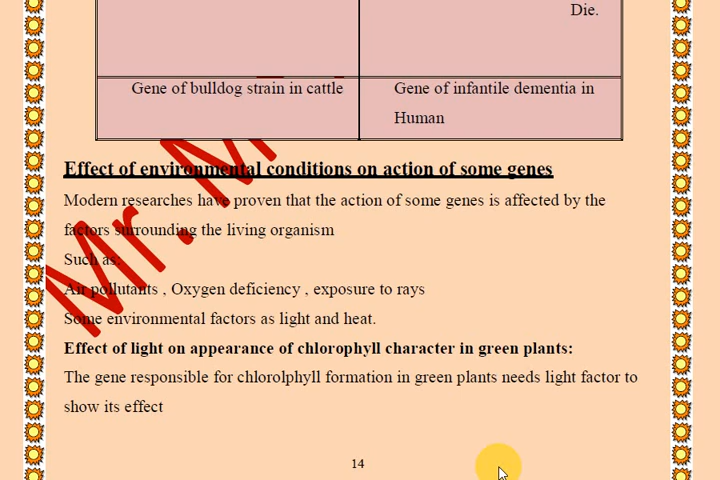 Die.
Gene of bulldog strain in cattle
Gene of infantile dementia in
Human
Effect of environmental conditions on action of some genes
Modern researches have proven that the action of some genes is affected by the
factors surrounding the living organism
Such as:
Air pollutants , Oxygen deficiency , exposure to rays
Some environmental factors as light and heat.
Effect of light on appearance of chlorophyll character in green plants:
The gene responsible for chlorolphyll formation in green plants needs light factor to
show its effect
14
Mr. M